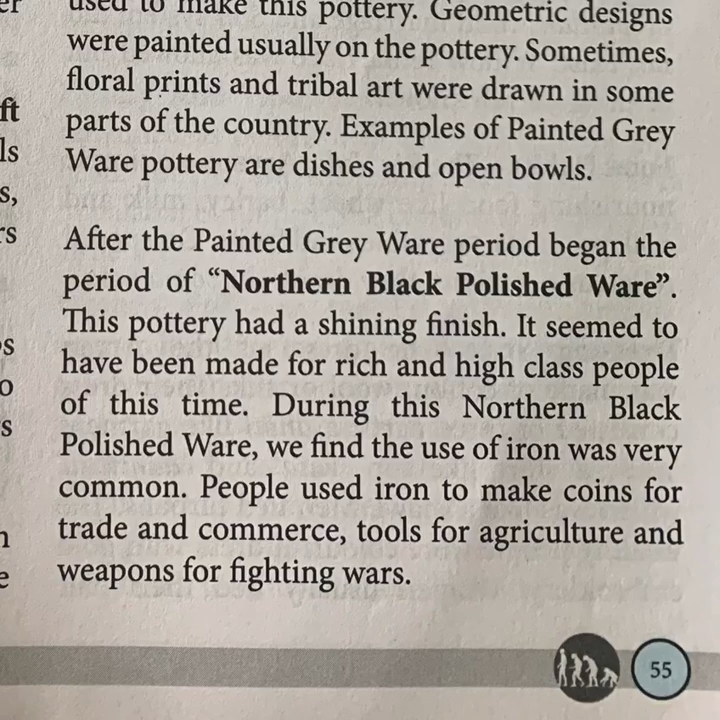 er
ft
ls
s,
rs
os
o
s
n
e
used to make this pottery. Geometric designs
were painted usually on the pottery. Sometimes,
floral prints and tribal art were drawn in some
parts of the country. Examples of Painted Grey
Ware pottery are dishes and open bowls.
After the Painted Grey Ware period began the
period of “Northern Black Polished Ware”.
This pottery had a shining finish. It seemed to
have been made for rich and high class people
of this time. During this Northern Black
Polished Ware, we find the use of iron was very
common. People used iron to make coins for
trade and commerce, tools for agriculture and
weapons for fighting wars.
55